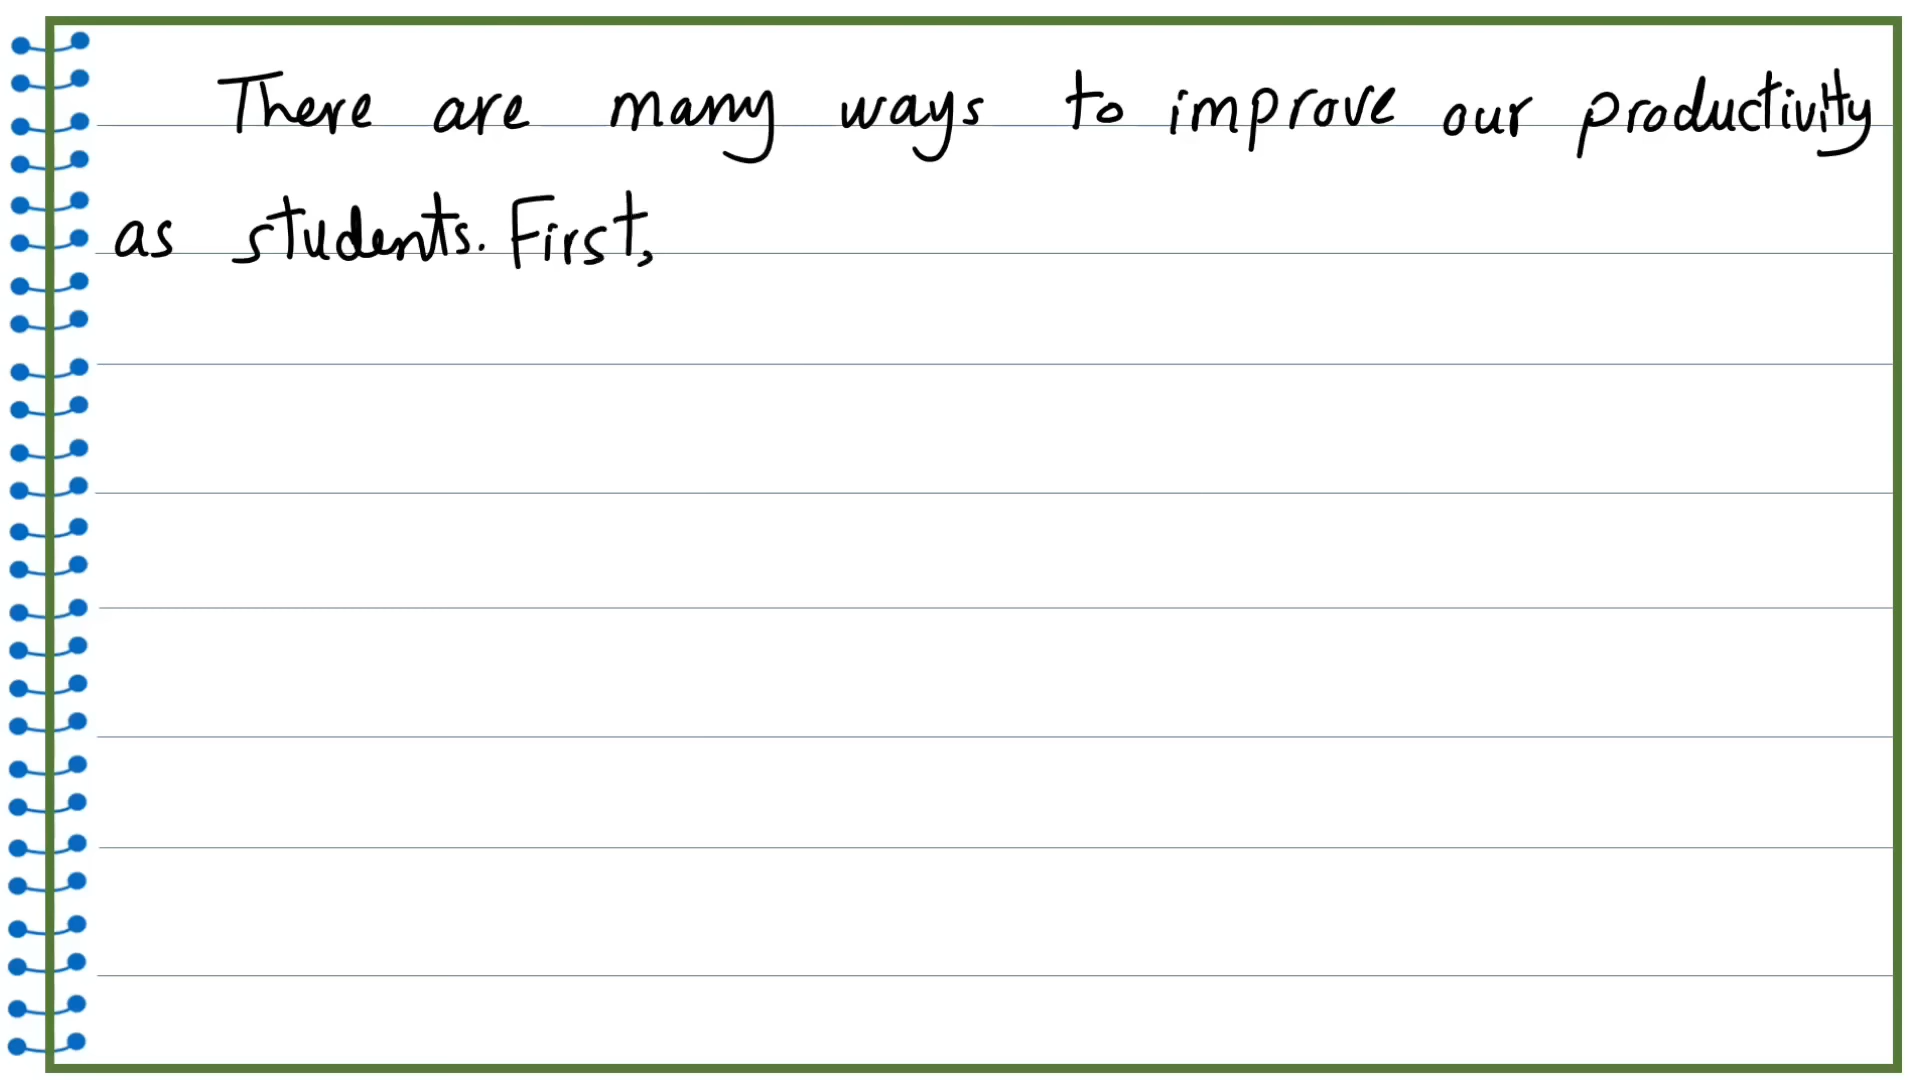 There are many ways to improve our productivity
as students. First,